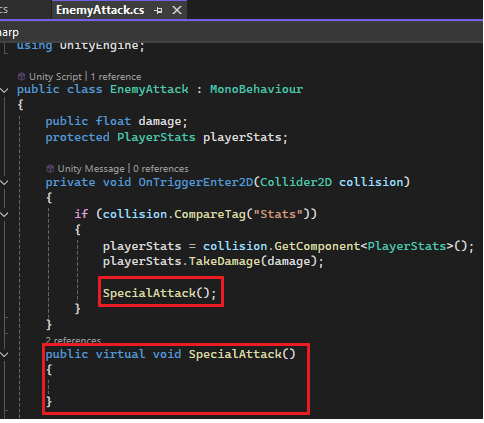 cs
EnemyAttack.cs
harp
using UnityEngine;
Unity Script | 1 reference
public class EnemyAttack : MonoBehaviour
{
public float damage;
protected PlayerStats playerStats;
Unity Message | 0 references
private void OnTriggerEnter2D(Collider2D collision)
{
if (collision.CompareTag("Stats"))
{
playerStats = collision.GetComponent<PlayerStats>();
playerStats.TakeDamage(damage);
SpecialAttack();
}
}
2 references
public virtual void SpecialAttack()
{
}